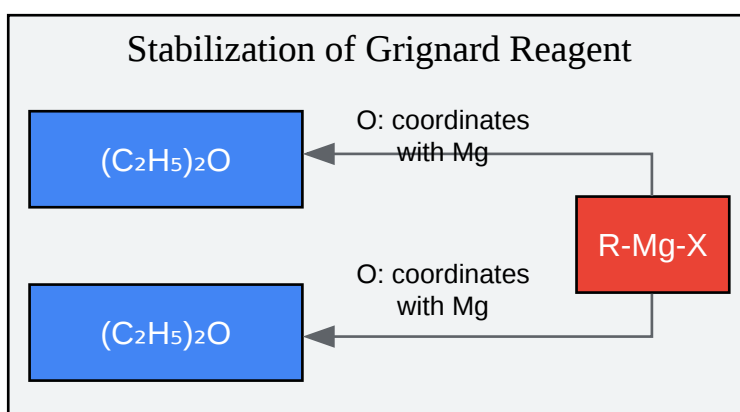 Stabilization of Grignard Reagent
O: coordinates
with Mg
(C₂H₅)₂O
R-Mg-X
O: coordinates
with Mg
(C₂H₅)₂O